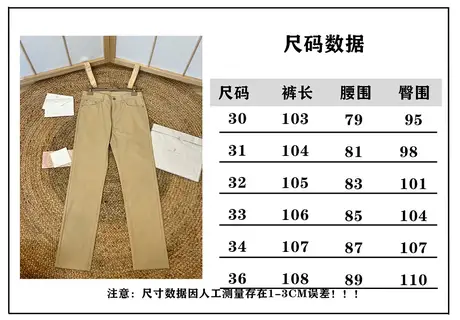 尺码数据
尺码 裤长 腰围 臀围
30 103 79 95
31 104 81 98
32 105 83 101
33 106 85 104
34 107 87 107
36 108 89 110
注意：尺寸数据因人工测量存在1-3CM误差！！！